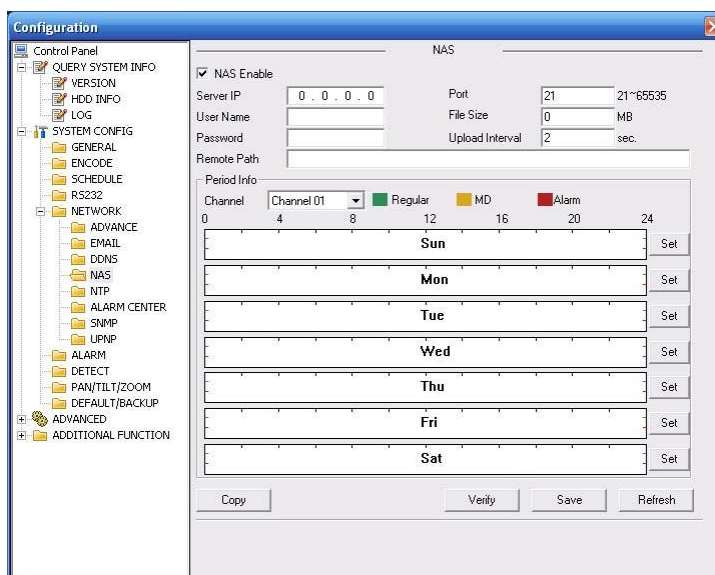 Configuration
Control Panel
QUERY SYSTEM INFO
VERSION
HDD INFO
LOG
SYSTEM CONFIG
GENERAL
ENCODE
SCHEDULE
RS232
NETWORK
ADVANCE
EMAIL
DDNS
NAS
NTP
ALARM CENTER
SNMP
UPNP
ALARM
DETECT
PAN/TILT/ZOOM
DEFAULT/BACKUP
ADVANCED
ADDITIONAL FUNCTION
NAS
NAS Enable
Server IP 0 . 0 . 0 . 0 Port 21 21~65535
User Name File Size 0 MB
Password Upload Interval 2 sec.
Remote Path
Period Info
Channel Channel 01 Regular MD Alarm
0 4 8 12 16 20 24
Sun Set
Mon Set
Tue Set
Wed Set
Thu Set
Fri Set
Sat Set
Copy Verify Save Refresh